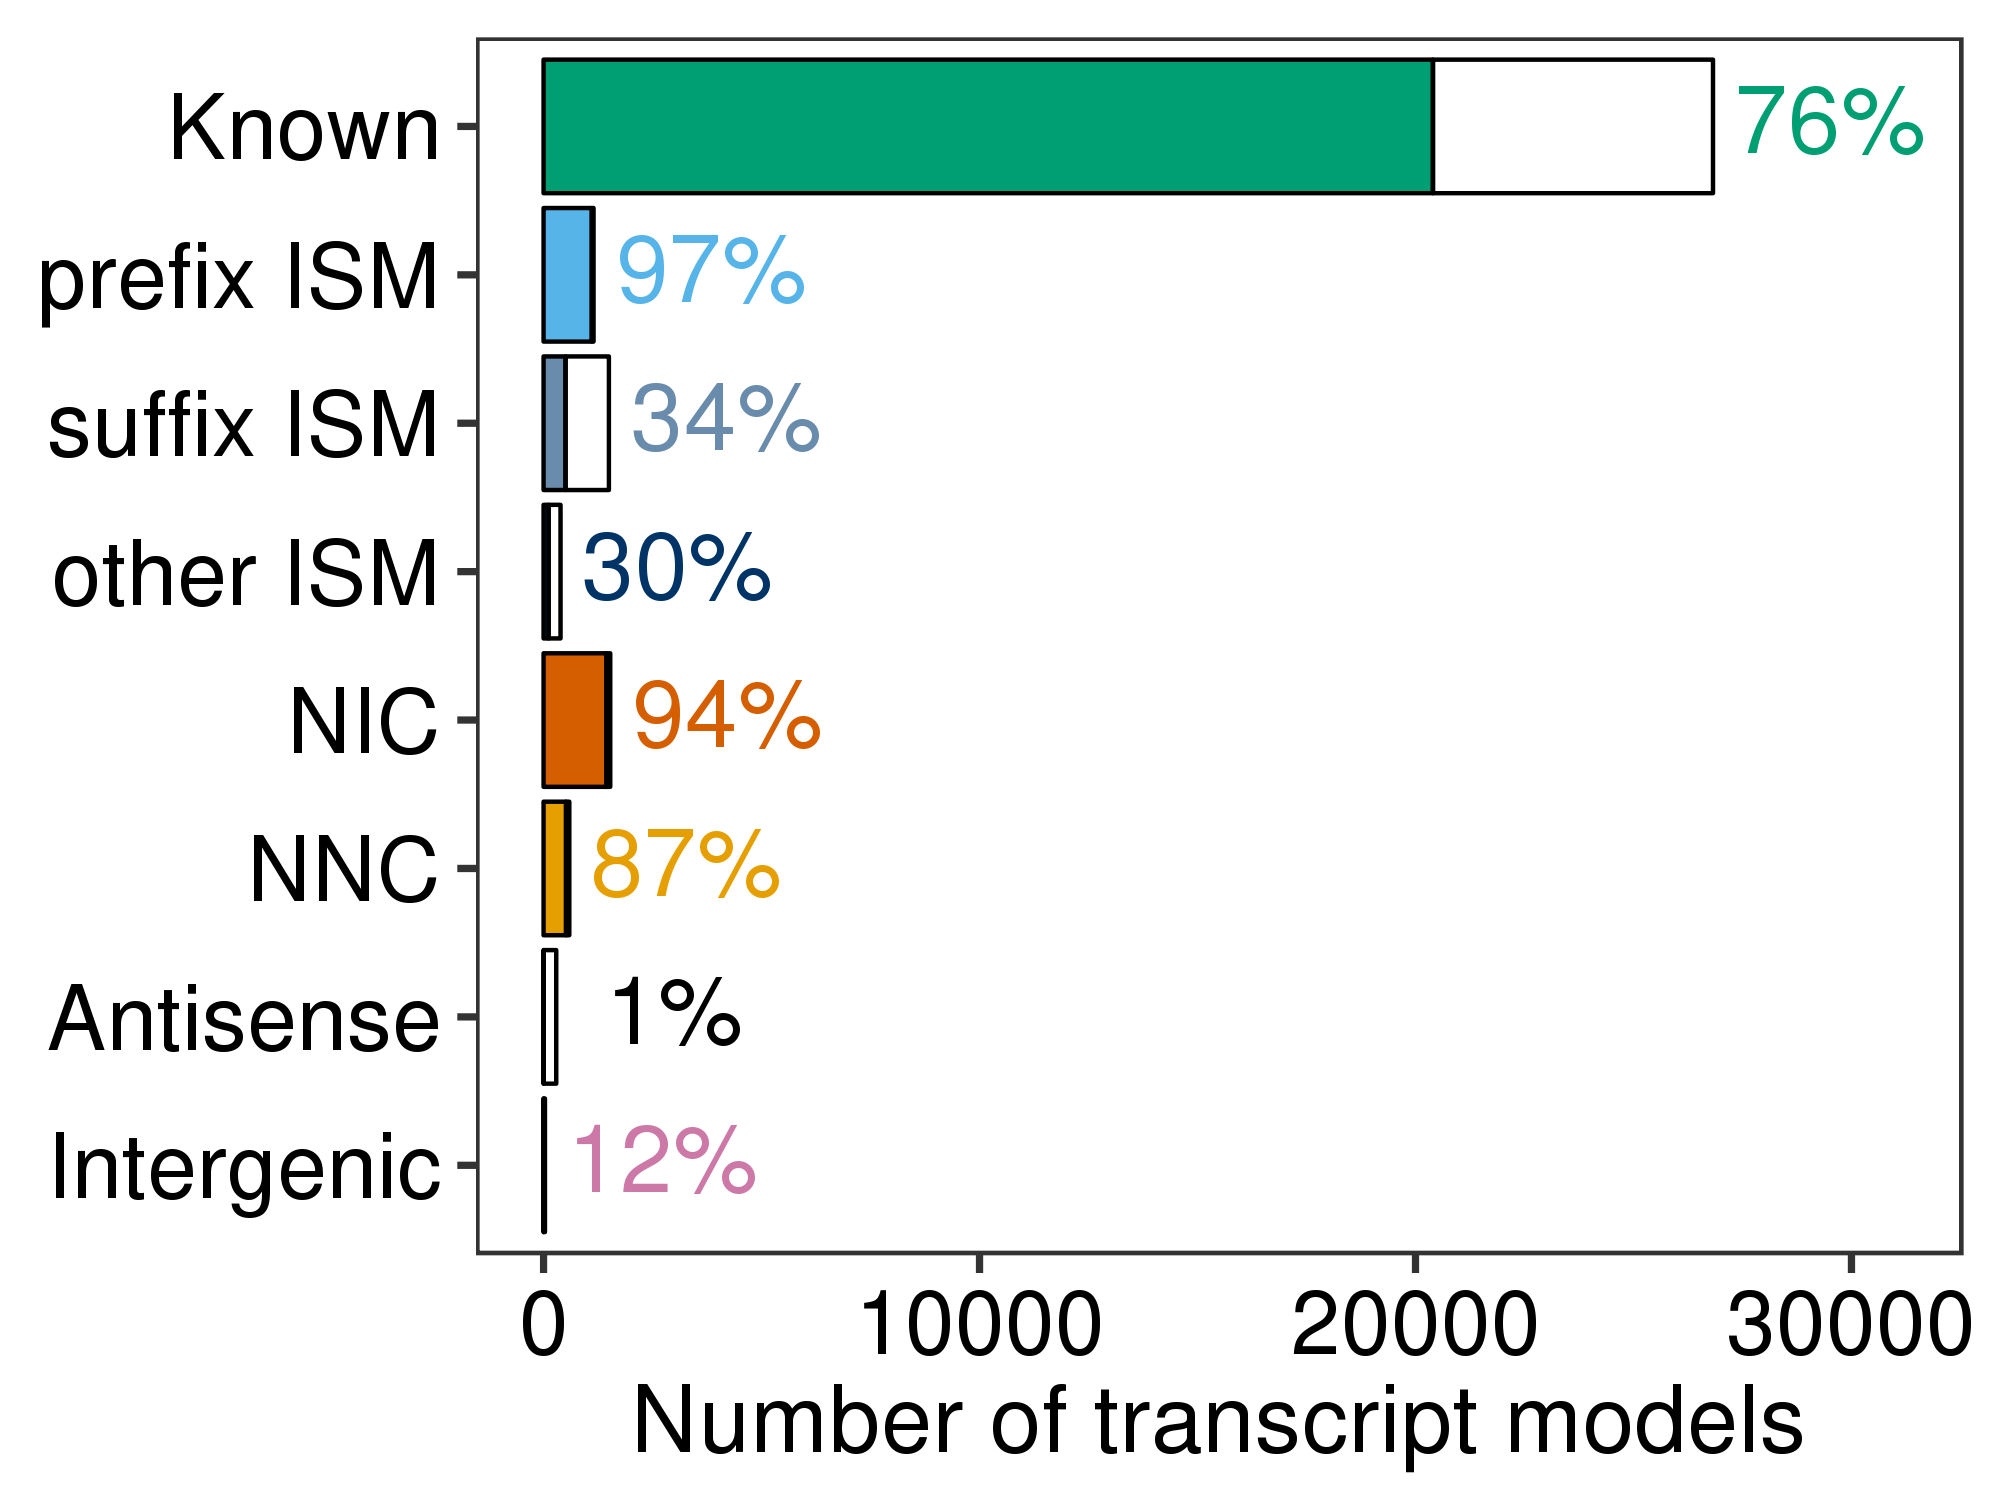 Known 76%
prefix ISM 97%
suffix ISM 34%
other ISM 30%
NIC 94%
NNC 87%
Antisense 1%
Intergenic 12%
0 10000 20000 30000
Number of transcript models